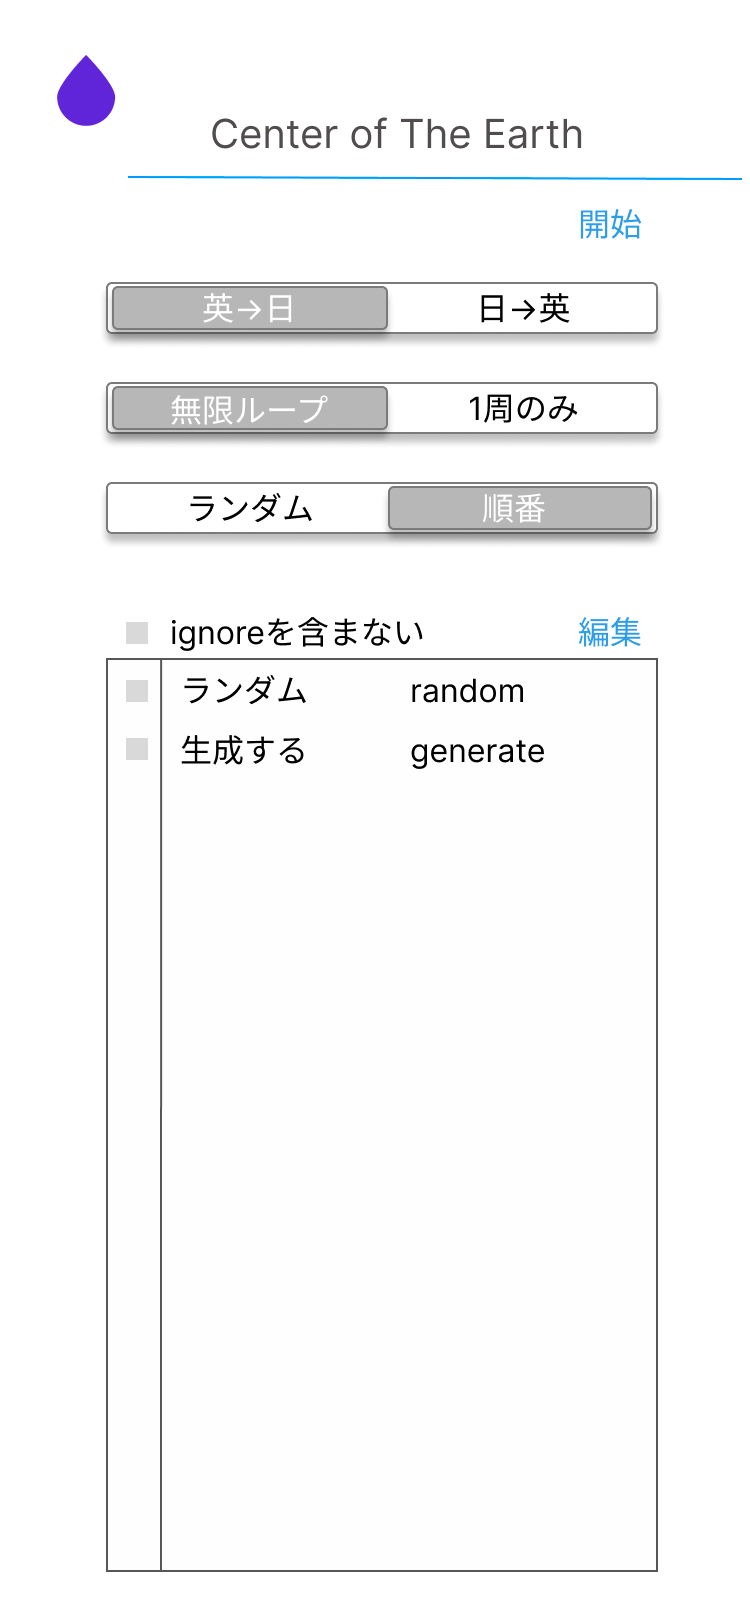 Center of The Earth
開始
英→日 日→英
無限ループ 1周のみ
ランダム 順番
ignoreを含まない 編集
ランダム random
生成する generate